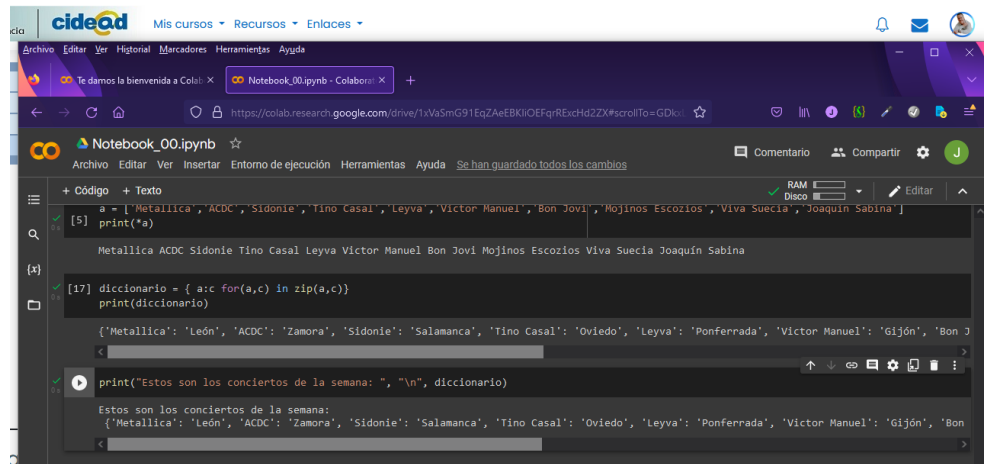 cidead Mis cursos Recursos Enlaces
Archivo Editar Ver Historial Marcadores Herramientas Ayuda
Te damos la bienvenida a Colab Notebook_00.ipynb - Colaborat
https://colab.research.google.com/drive/
Notebook_00.ipynb
Comentario Compartir J
Archivo Editar Ver Insertar Entorno de ejecución Herramientas Ayuda Se han guardado todos los cambios
+ Código + Texto RAM Disco Editar
a = ['Metallica','ACDC','Sidonie','Tino Casal','Leyva','Victor Manuel','Bon Jovi','Mojinos Escozios','Viva Suecia','Joaquín Sabina']
[5] print(*a)
Metallica ACDC Sidonie Tino Casal Leyva Victor Manuel Bon Jovi Mojinos Escozios Viva Suecia Joaquín Sabina
{x}
[17] diccionario = { a:c for(a,c) in zip(a,c)}
print(diccionario)
{'Metallica': 'León', 'ACDC': 'Zamora', 'Sidonie': 'Salamanca', 'Tino Casal': 'Oviedo', 'Leyva': 'Ponferrada', 'Victor Manuel': 'Gijón', 'Bon J
print("Estos son los conciertos de la semana: ", "\n", diccionario)
Estos son los conciertos de la semana:
{'Metallica': 'León', 'ACDC': 'Zamora', 'Sidonie': 'Salamanca', 'Tino Casal': 'Oviedo', 'Leyva': 'Ponferrada', 'Victor Manuel': 'Gijón', 'Bon